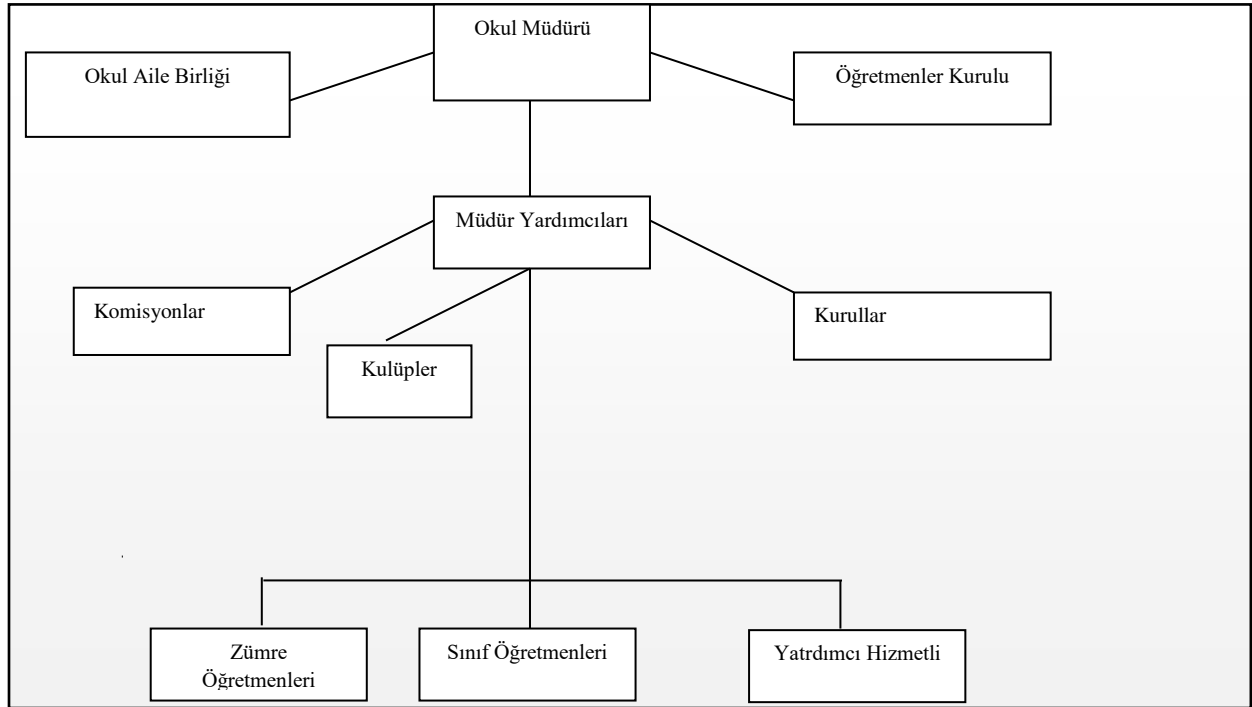 Okul Müdürü
Okul Aile Birliği
Öğretmenler Kurulu
Müdür Yardımcıları
Komisyonlar
Kurullar
Kulüpler
Zümre
Öğretmenleri
Sınıf Öğretmenleri
Yatrdımcı Hizmetli